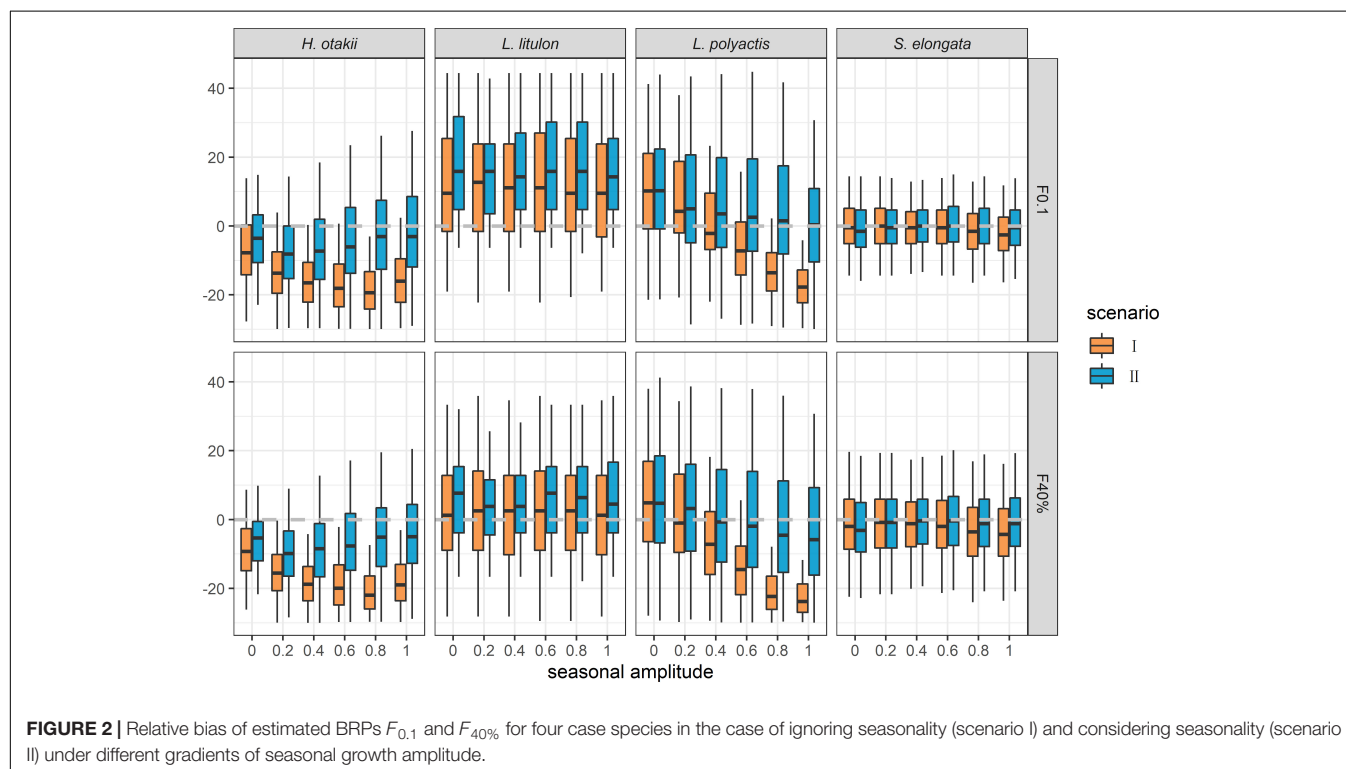 H. otakii L. litulon L. polyactis S. elongata
40
20
0
-20
F0.1
40
20
0
-20
F40%
0 0.2 0.4 0.6 0.8 1 0 0.2 0.4 0.6 0.8 1 0 0.2 0.4 0.6 0.8 1 0 0.2 0.4 0.6 0.8 1
seasonal amplitude
scenario
I
II
FIGURE 2 | Relative bias of estimated BRPs F0.1 and F40% for four case species in the case of ignoring seasonality (scenario I) and considering seasonality (scenario
II) under different gradients of seasonal growth amplitude.